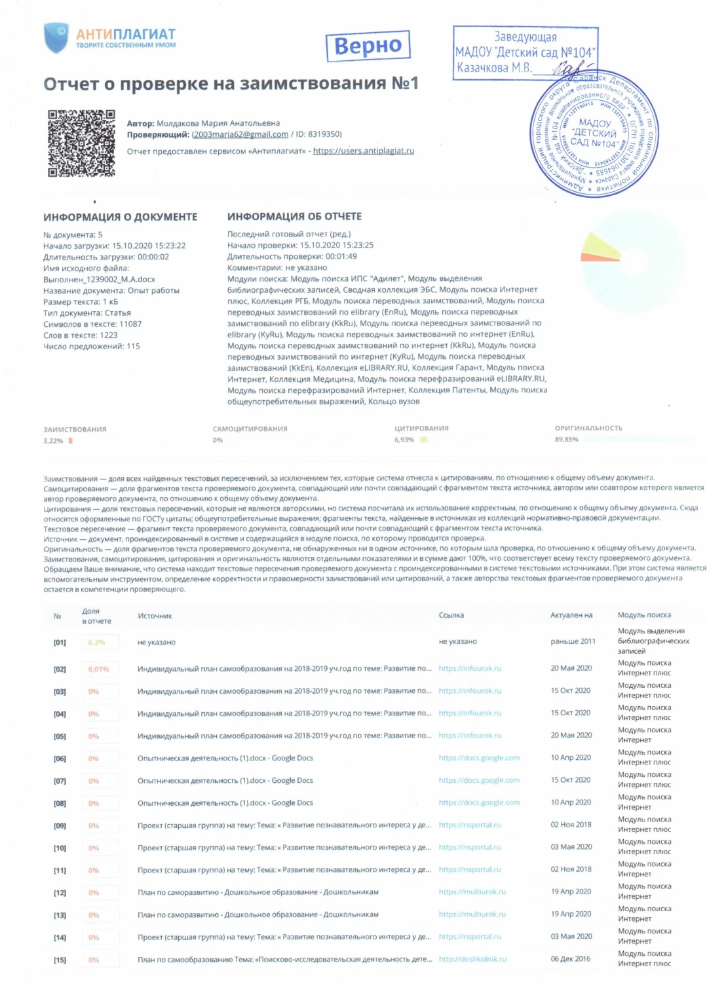 АНТИПЛАГИАТ
ТВОРИТЕ СОБСТВЕННЫМ УМОМ
Верно
Заведующая
МАДОУ "Детский сад №104"
Казачкова М.В.
Отчет о проверке на заимствования №1
Автор: Молдакова Мария Анатольевна
Проверяющий: (2003maria62@gmail.com / ID: 8319350)
Отчет предоставлен сервисом «Антиплагиат» - https://users.antiplagiat.ru
МАДОУ
"ДЕТСКИЙ
САД №104"
ИНФОРМАЦИЯ О ДОКУМЕНТЕ
№ документа: 5
Начало загрузки: 15.10.2020 15:23:22
Длительность загрузки: 00:00:02
Имя исходного файла:
Выполнен_1239002_М.А.docx
Название документа: Опыт работы
Размер текста: 1 кБ
Тип документа: Статья
Символов в тексте: 11087
Слов в тексте: 1223
Число предложений: 115
ИНФОРМАЦИЯ ОБ ОТЧЕТЕ
Последний готовый отчет (ред.)
Начало проверки: 15.10.2020 15:23:25
Длительность проверки: 00:01:49
Комментарии: не указано
Модули поиска: Модуль поиска ИПС "Адилет", Модуль выделения
библиографических записей, Сводная коллекция ЭБС, Модуль поиска Интернет
плюс, Коллекция РГБ, Модуль поиска переводных заимствований, Модуль поиска
переводных заимствований по elibrary (EnRu), Модуль поиска переводных
заимствований по elibrary (KkRu), Модуль поиска переводных заимствований по
elibrary (KyRu), Модуль поиска переводных заимствований по интернет (EnRu),
Модуль поиска переводных заимствований по интернет (KkRu), Модуль поиска
переводных заимствований по интернет (KyRu), Модуль поиска переводных
заимствований (KkEn), Коллекция eLIBRARY.RU, Коллекция Гарант, Модуль поиска
Интернет, Коллекция Медицина, Модуль поиска перефразирований eLIBRARY.RU,
Модуль поиска перефразирований Интернет, Коллекция Патенты, Модуль поиска
общеупотребительных выражений, Кольцо вузов
ЗАИМСТВОВАНИЯ
3,22%
САМОЦИТИРОВАНИЯ
0%
ЦИТИРОВАНИЯ
6,93%
ОРИГИНАЛЬНОСТЬ
89,85%
Заимствования — доля всех найденных текстовых пересечений, за исключением тех, которые система отнесла к цитированиям, по отношению к общему объему документа.
Самоцитирования — доля фрагментов текста проверяемого документа, совпадающий или почти совпадающий с фрагментом текста источника, автором или соавтором которого является
автор проверяемого документа, по отношению к общему объему документа.
Цитирования — доля текстовых пересечений, которые не являются авторскими, но система посчитала их использование корректным, по отношению к общему объему документа. Сюда
относятся оформленные по ГОСТу цитаты; общеупотребительные выражения; фрагменты текста, найденные в источниках из коллекций нормативно-правовой документации.
Текстовое пересечение — фрагмент текста проверяемого документа, совпадающий или почти совпадающий с фрагментом текста источника.
Источник — документ, проиндексированный в системе и содержащийся в модуле поиска, по которому проводится проверка.
Оригинальность — доля фрагментов текста проверяемого документа, не обнаруженных ни в одном источнике, по которым шла проверка, по отношению к общему объему документа.
Заимствования, самоцитирования, цитирования и оригинальность являются отдельными показателями и в сумме дают 100%, что соответствует всему тексту проверяемого документа.
Обращаем Ваше внимание, что система находит текстовые пересечения проверяемого документа с проиндексированными в системе текстовыми источниками. При этом система является
вспомогательным инструментом, определение корректности и правомерности заимствований или цитирований, а также авторства текстовых фрагментов проверяемого документа
остается в компетенции проверяющего.
№ Доля в отчете Источник Ссылка Актуален на Модуль поиска
[01] 6,2% не указано не указано раньше 2011 Модуль выделения библиографических записей
[02] 0,01% Индивидуальный план самообразования на 2018-2019 уч.год по теме: Развитие по... https://infourok.ru 20 Мая 2020 Модуль поиска Интернет плюс
[03] 0% Индивидуальный план самообразования на 2018-2019 уч.год по теме: Развитие по... https://infourok.ru 15 Окт 2020 Модуль поиска Интернет плюс
[04] 0% Индивидуальный план самообразования на 2018-2019 уч.год по теме: Развитие по... https://infourok.ru 15 Окт 2020 Модуль поиска Интернет плюс
[05] 0% Индивидуальный план самообразования на 2018-2019 уч.год по теме: Развитие по... https://infourok.ru 20 Мая 2020 Модуль поиска Интернет
[06] 0% Опытническая деятельность (1).docx - Google Docs https://docs.google.com 10 Апр 2020 Модуль поиска Интернет плюс
[07] 0% Опытническая деятельность (1).docx - Google Docs https://docs.google.com 15 Окт 2020 Модуль поиска Интернет плюс
[08] 0% Опытническая деятельность (1).docx - Google Docs https://docs.google.com 10 Апр 2020 Модуль поиска Интернет
[09] 0% Проект (старшая группа) на тему: Тема: « Развитие познавательного интереса у де... https://nsportal.ru 02 Ноя 2018 Модуль поиска Интернет плюс
[10] 0% Проект (старшая группа) на тему: Тема: « Развитие познавательного интереса у де... https://nsportal.ru 03 Мая 2020 Модуль поиска Интернет плюс
[11] 0% Проект (старшая группа) на тему: Тема: « Развитие познавательного интереса у де... https://nsportal.ru 02 Ноя 2018 Модуль поиска Интернет
[12] 0% План по саморазвитию - Дошкольное образование - Дошкольникам https://multiurok.ru 19 Апр 2020 Модуль поиска Интернет
[13] 0% План по саморазвитию - Дошкольное образование - Дошкольникам https://multiurok.ru 19 Апр 2020 Модуль поиска Интернет
[14] 0% Проект (старшая группа) на тему: Тема: « Развитие познавательного интереса у де... https://nsportal.ru 03 Мая 2020 Модуль поиска Интернет
[15] 0% План по самообразованию Тема: «Поисково-исследовательская деятельность дете... http://doshkolnik.ru 06 Дек 2016 Модуль поиска Интернет плюс